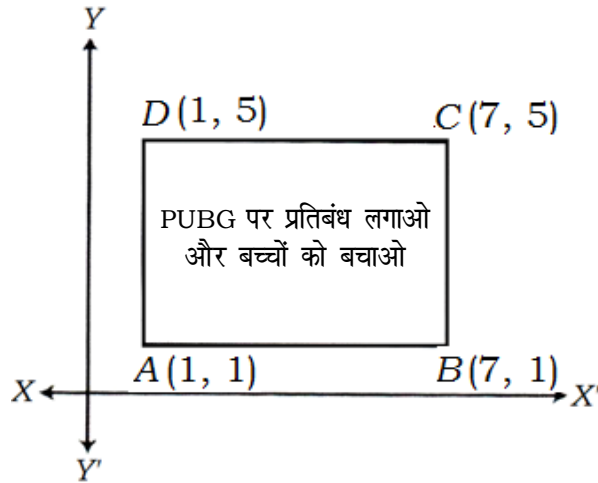 Y
D(1, 5) C(7, 5)
PUBG पर प्रतिबंध लगाओ
और बच्चों को बचाओ
A(1, 1) B(7, 1)
X X'
Y'